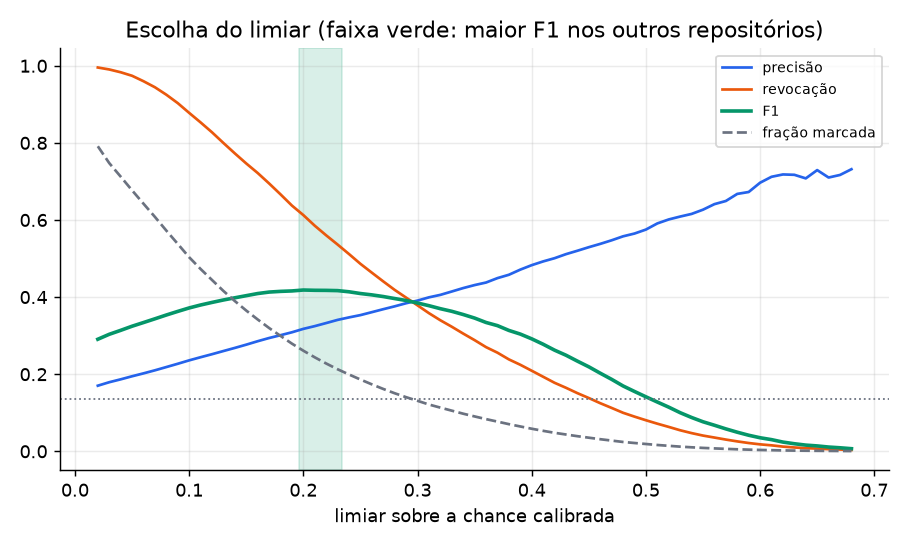 Escolha do limiar (faixa verde: maior F1 nos outros repositórios)
precisão
revocação
F1
fração marcada
1.0
0.8
0.6
0.4
0.2
0.0
0.0 0.1 0.2 0.3 0.4 0.5 0.6 0.7
limiar sobre a chance calibrada